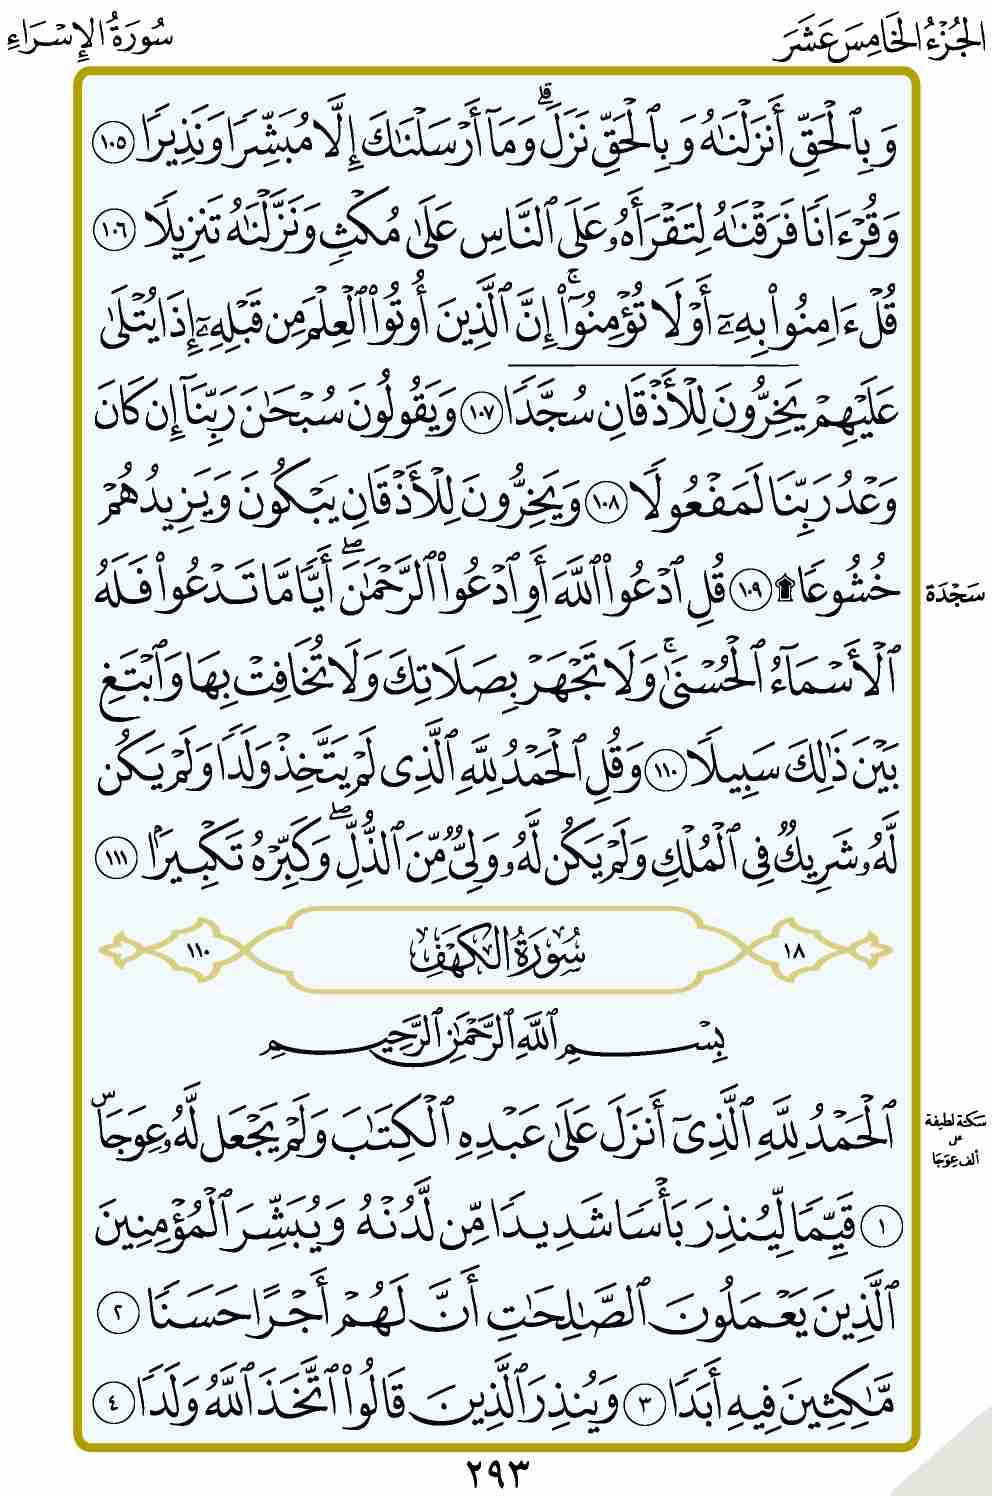 الجُزْءُ الخَامِسَ عَشَرَ
سُورَةُ الإِسْرَاءِ
وَبِٱلْحَقِّ أَنزَلْنَٰهُ وَبِٱلْحَقِّ نَزَلَۗ وَمَآ أَرْسَلْنَٰكَ إِلَّا مُبَشِّرًا وَنَذِيرًا ١٠٥
وَقُرْءَانًا فَرَقْنَٰهُ لِتَقْرَأَهُۥ عَلَى ٱلنَّاسِ عَلَىٰ مُكْثٍ وَنَزَّلْنَٰهُ تَنزِيلًا ١٠٦
قُلْ ءَامِنُوا۟ بِهِۦٓ أَوْ لَا تُؤْمِنُوٓا۟ۚ إِنَّ ٱلَّذِينَ أُوتُوا۟ ٱلْعِلْمَ مِن قَبْلِهِۦٓ إِذَا يُتْلَىٰ
عَلَيْهِمْ يَخِرُّونَ لِلْأَذْقَانِ سُجَّدًا ١٠٧ وَيَقُولُونَ سُبْحَٰنَ رَبِّنَآ إِن كَانَ
وَعْدُ رَبِّنَا لَمَفْعُولًا ١٠٨ وَيَخِرُّونَ لِلْأَذْقَانِ يَبْكُونَ وَيَزِيدُهُمْ
خُشُوعًا ۩ ١٠٩ قُلِ ٱدْعُوا۟ ٱللَّهَ أَوِ ٱدْعُوا۟ ٱلرَّحْمَٰنَۖ أَيًّا مَّا تَدْعُوا۟ فَلَهُ
سَجْدَة
ٱلْأَسْمَآءُ ٱلْحُسْنَىٰۚ وَلَا تَجْهَرْ بِصَلَاتِكَ وَلَا تُخَافِتْ بِهَا وَٱبْتَغِ
بَيْنَ ذَٰلِكَ سَبِيلًا ١١٠ وَقُلِ ٱلْحَمْدُ لِلَّهِ ٱلَّذِى لَمْ يَتَّخِذْ وَلَدًا وَلَمْ يَكُن
لَّهُۥ شَرِيكٌ فِى ٱلْمُلْكِ وَلَمْ يَكُن لَّهُۥ وَلِىٌّ مِّنَ ٱلذُّلِّۖ وَكَبِّرْهُ تَكْبِيرًۢا ١١١
١٨ سُورَةُ الكَهْفِ ١١٠
بِسْمِ ٱللَّهِ ٱلرَّحْمَٰنِ ٱلرَّحِيمِ
ٱلْحَمْدُ لِلَّهِ ٱلَّذِىٓ أَنزَلَ عَلَىٰ عَبْدِهِ ٱلْكِتَٰبَ وَلَمْ يَجْعَل لَّهُۥ عِوَجَاۜ
سكتة لطيفة
على
ألف عِوَجَا
١ قَيِّمًا لِّيُنذِرَ بَأْسًا شَدِيدًا مِّن لَّدُنْهُ وَيُبَشِّرَ ٱلْمُؤْمِنِينَ
ٱلَّذِينَ يَعْمَلُونَ ٱلصَّٰلِحَٰتِ أَنَّ لَهُمْ أَجْرًا حَسَنًا ٢
مَّٰكِثِينَ فِيهِ أَبَدًا ٣ وَيُنذِرَ ٱلَّذِينَ قَالُوا۟ ٱتَّخَذَ ٱللَّهُ وَلَدًا ٤
٢٩٣